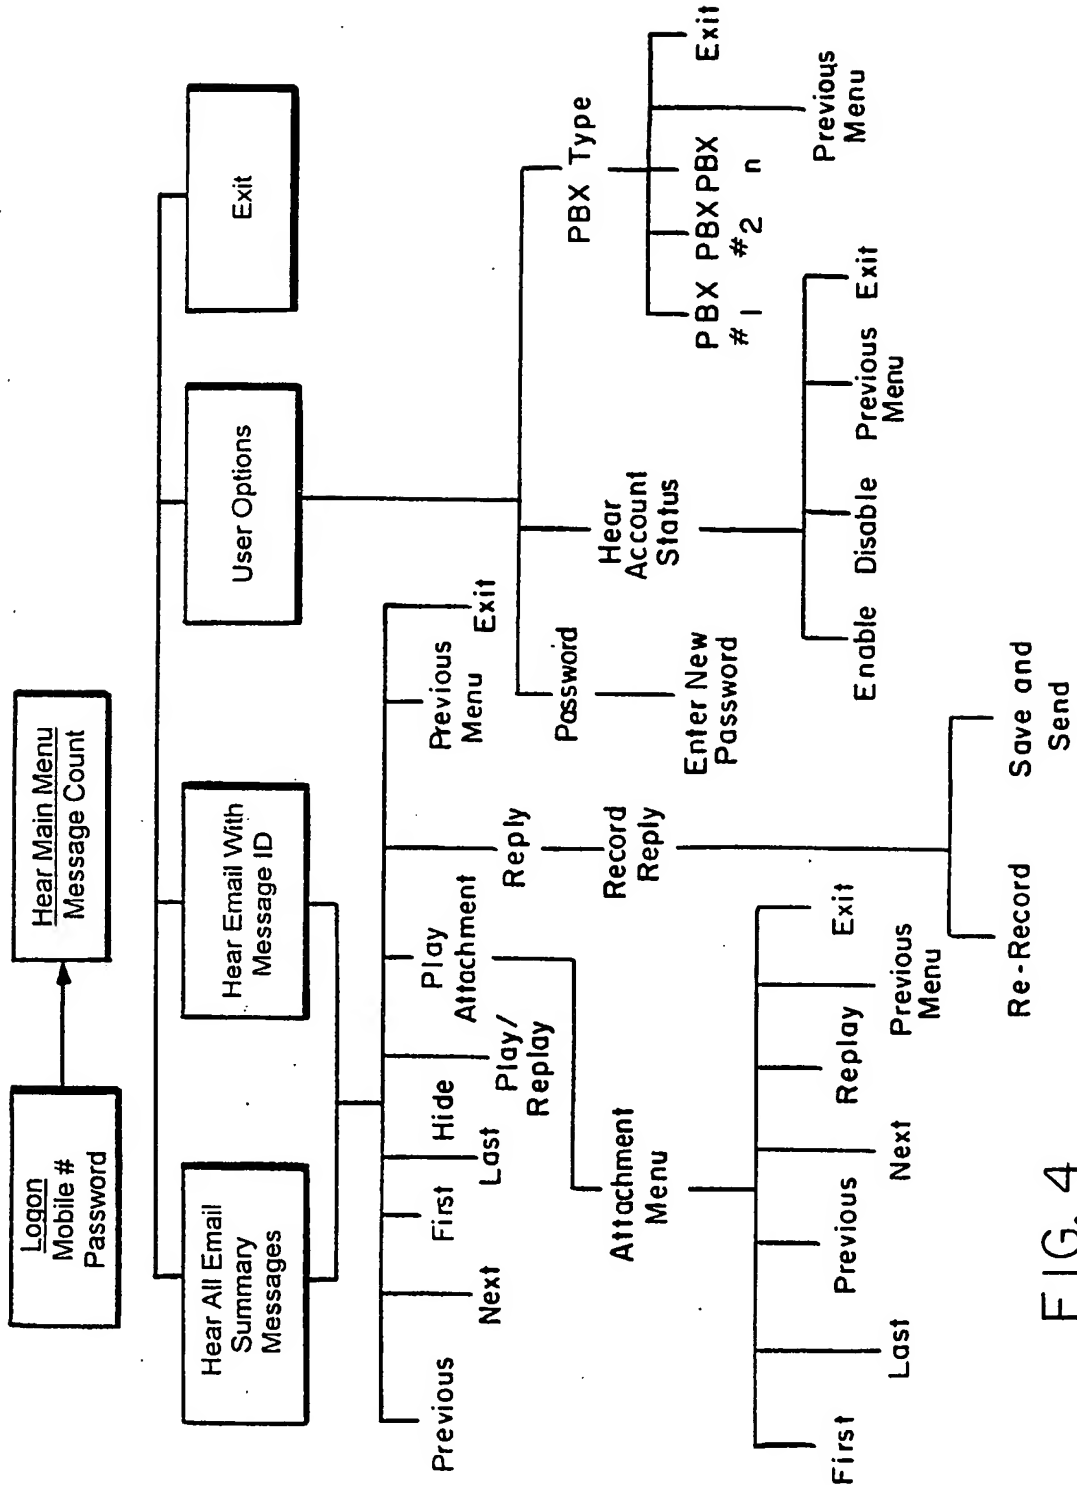 Logon
Mobile #
Password
Hear Main Menu
Message Count
Hear All Email
Summary
Messages
Hear Email With
Message ID
User Options
Exit
Previous
Next
First
Last
Hide
Play/
Replay
Play
Attachment
Reply
Record
Reply
Previous
Menu
Exit
Attachment
Menu
First
Last
Previous
Next
Replay
Previous
Menu
Exit
Re-Record
Save and
Send
Password
Enter New
Password
Hear
Account
Status
Enable
Disable
Previous
Menu
Exit
PBX Type
PBX
#1
PBX
#2
PBX
n
Previous
Menu
Exit
FIG. 4